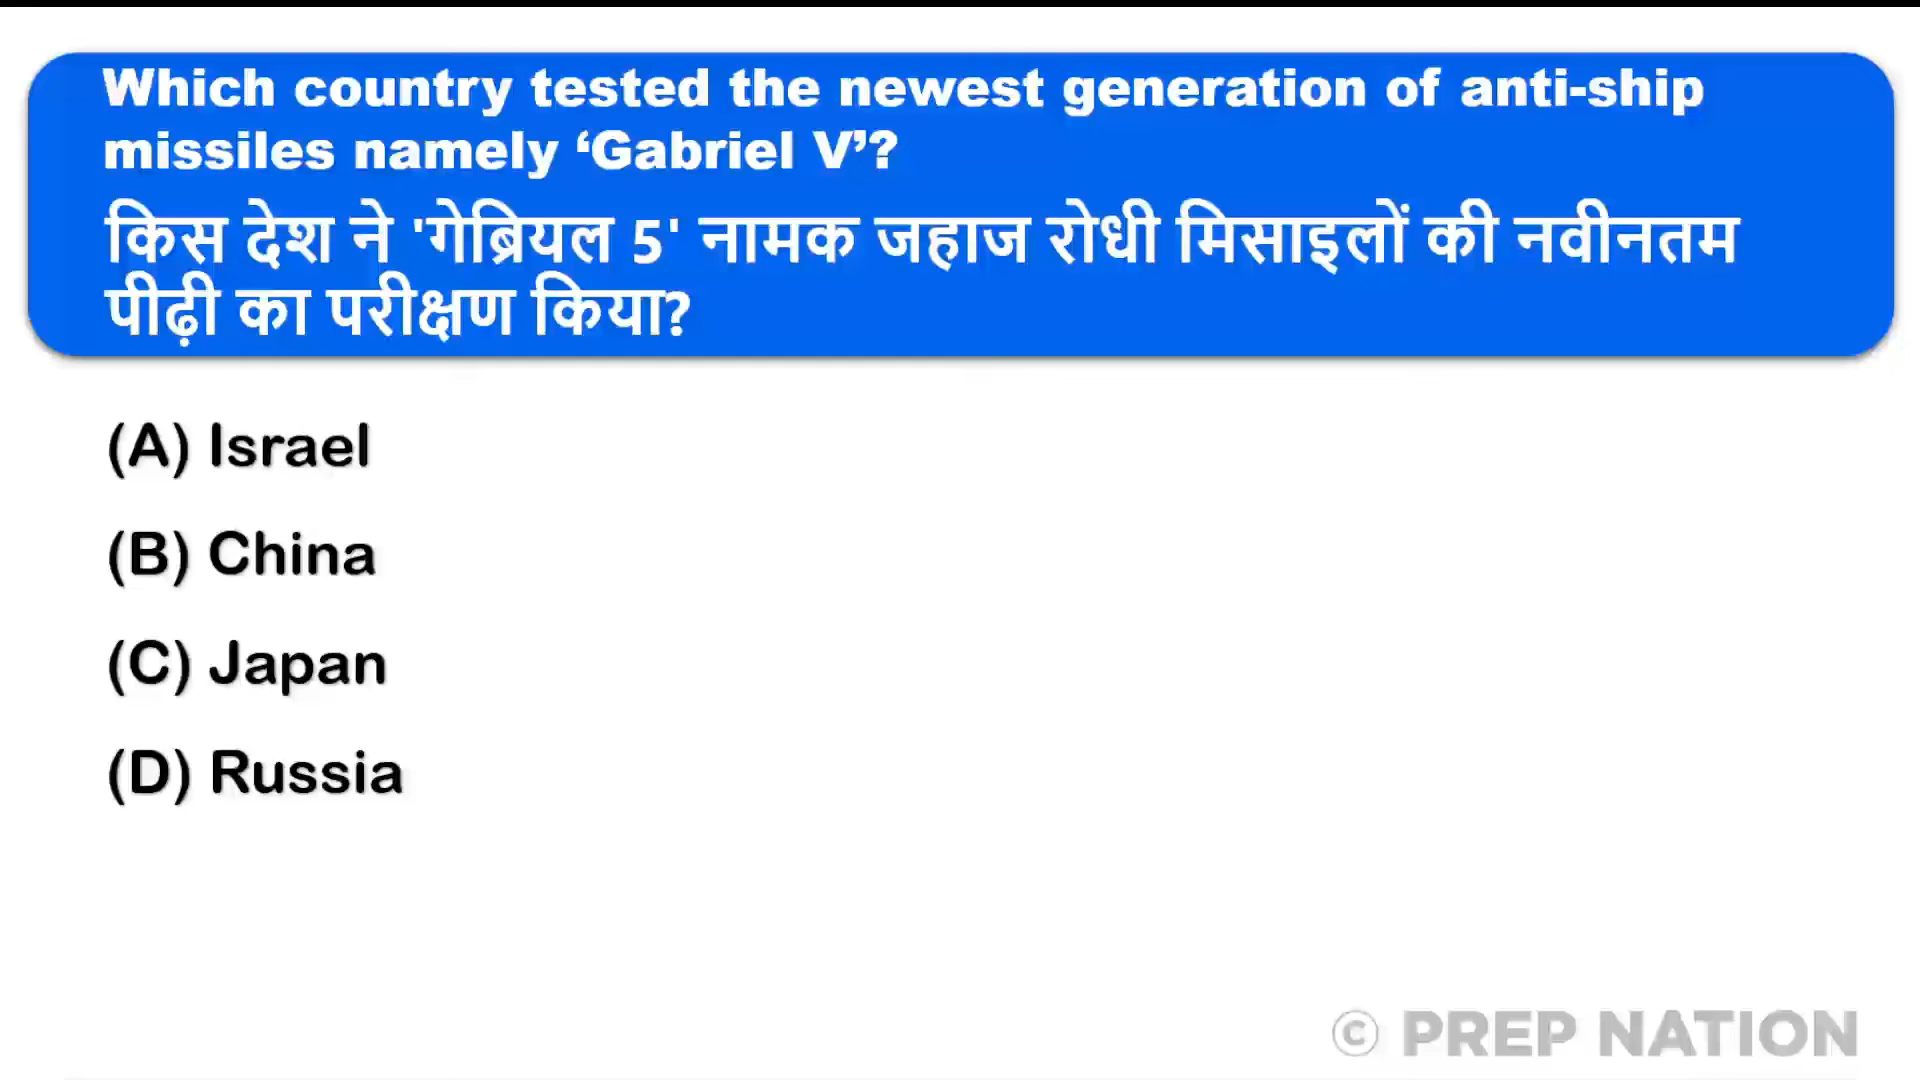 Which country tested the newest generation of anti-ship
missiles namely ‘Gabriel V’?
किस देश ने 'गेब्रियल 5' नामक जहाज रोधी मिसाइलों की नवीनतम
पीढ़ी का परीक्षण किया?
(A) Israel
(B) China
(C) Japan
(D) Russia
© PREP NATION